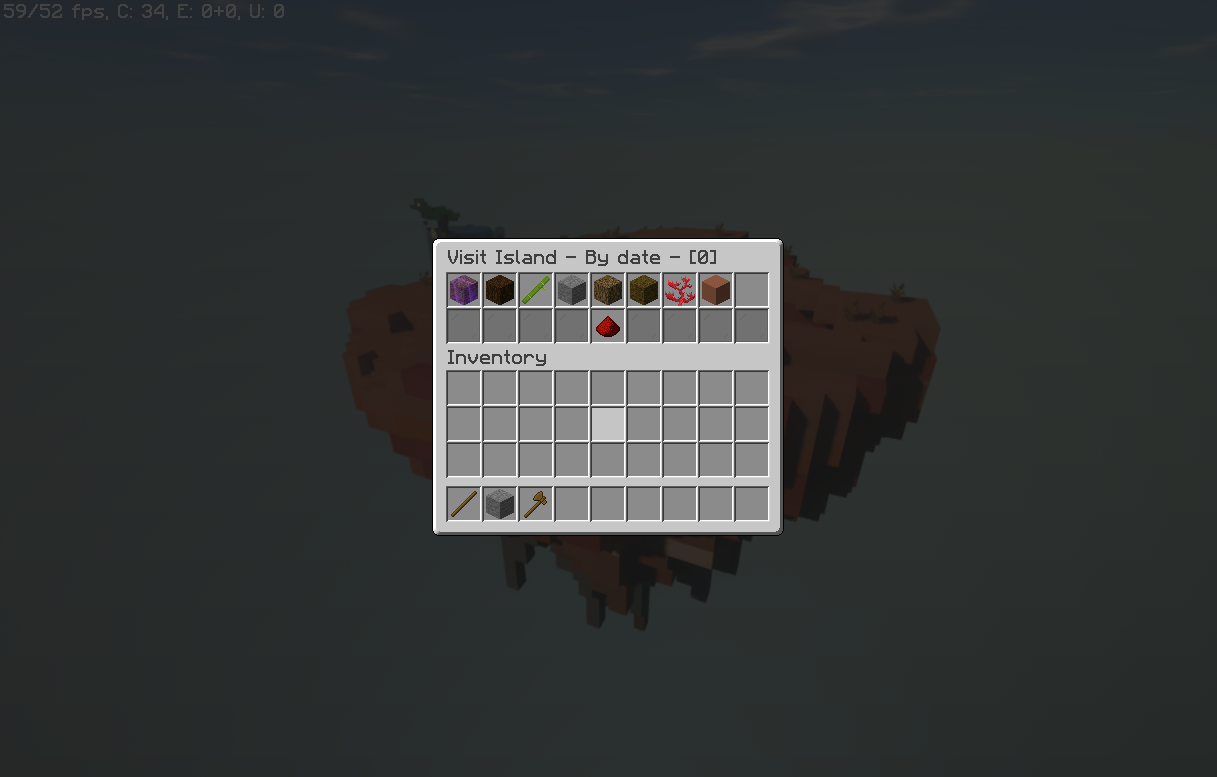 59/52 fps, C: 34, E: 0+0, U: 0
Visit Island - By date - [0]
Inventory